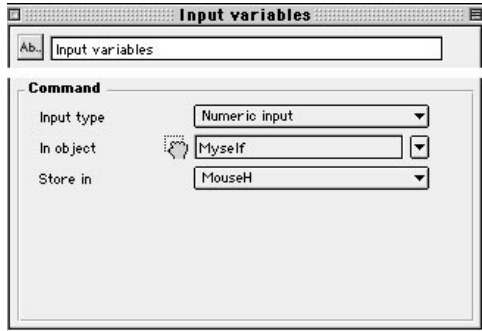 Input variables
Ab.. Input variables
Command
Input type Numeric input
In object Myself
Store in MouseH